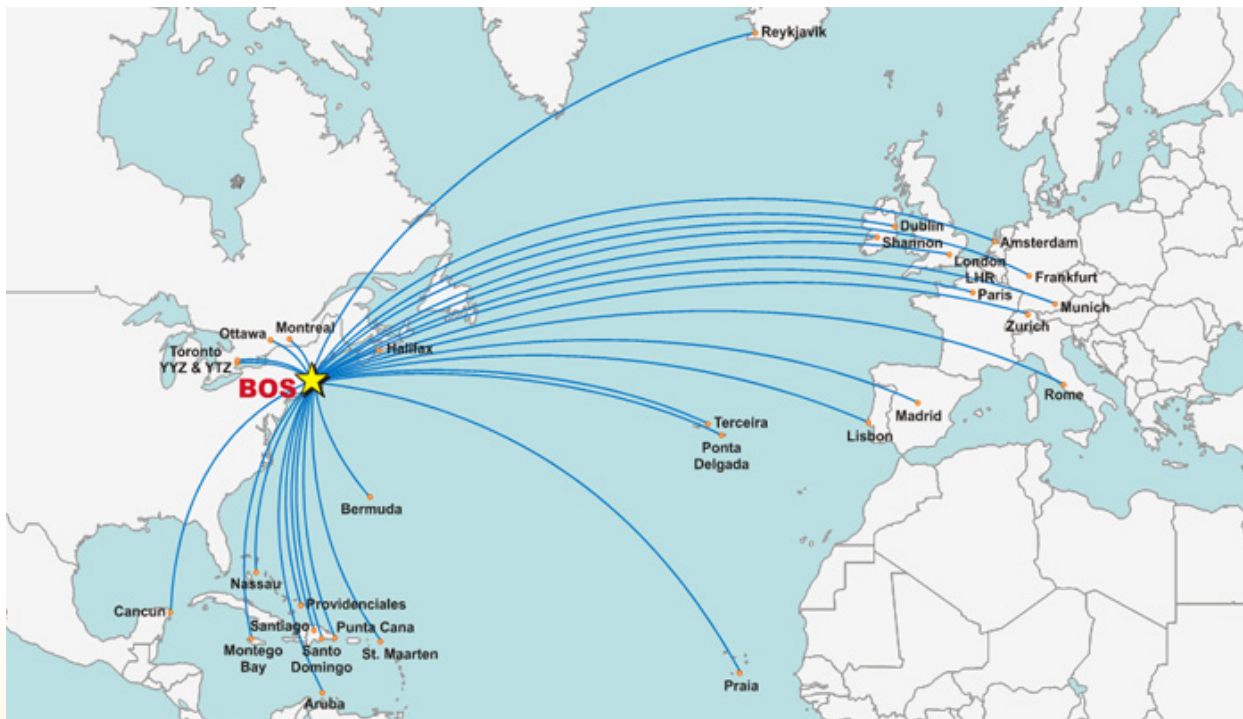 Reykjavik
Dublin
Shannon
Amsterdam
London
LHR
Frankfurt
Paris
Munich
Zurich
Ottawa
Montreal
Toronto
YYZ & YTZ
Halifax
BOS
Rome
Madrid
Lisbon
Terceira
Ponta
Delgada
Bermuda
Nassau
Cancun
Providenciales
Santiago
Punta Cana
Montego
Bay
Santo
Domingo
St. Maarten
Aruba
Praia